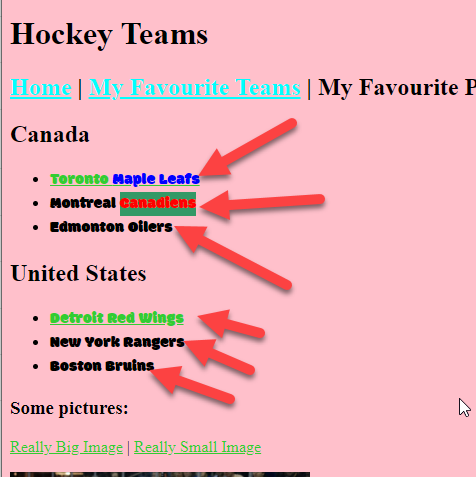 Hockey Teams
Home | My Favourite Teams | My Favourite P
Canada
Toronto Maple Leafs
Montreal Canadiens
Edmonton Oilers
United States
Detroit Red Wings
New York Rangers
Boston Bruins
Some pictures:
Really Big Image | Really Small Image